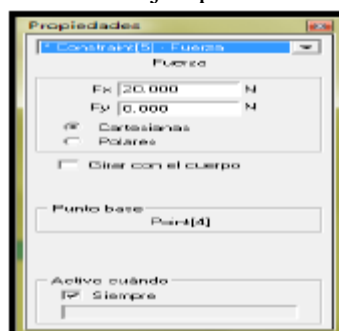 Propiedades
* Constraint[5] - Fuerza
Fuerza
Fx 20.000 N
Fy 0.000 N
Cartesianas
Polares
Girar con el cuerpo
Punto base
Point[4]
Activo cuándo
Siempre